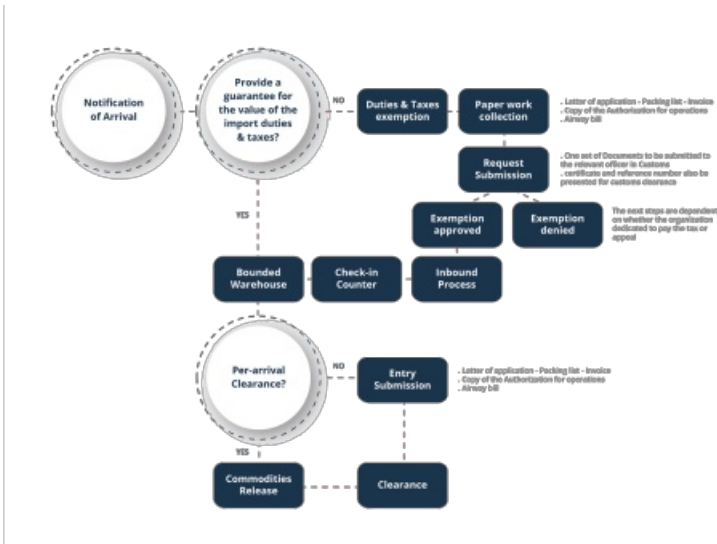 Notification
of Arrival
Provide a
guarantee for
the value of the
import duties
& taxes?
NO
Duties & Taxes
exemption
Paper work
collection
. Letter of application - Packing list - Invoice
. Copy of the Authorization for operations
. Airway bill
Request
Submission
. One set of Documents to be submitted to
the relevant officer in Customs
. certificate and reference number also be
presented for customs clearance
YES
Exemption
approved
Exemption
denied
The next steps are dependent
on whether the organization
dedicated to pay the tax or
appeal
Bounded
Warehouse
Check-in
Counter
Inbound
Process
Per-arrival
Clearance?
NO
Entry
Submission
. Letter of application - Packing list - Invoice
. Copy of the Authorization for operations
. Airway bill
YES
Commodities
Release
Clearance